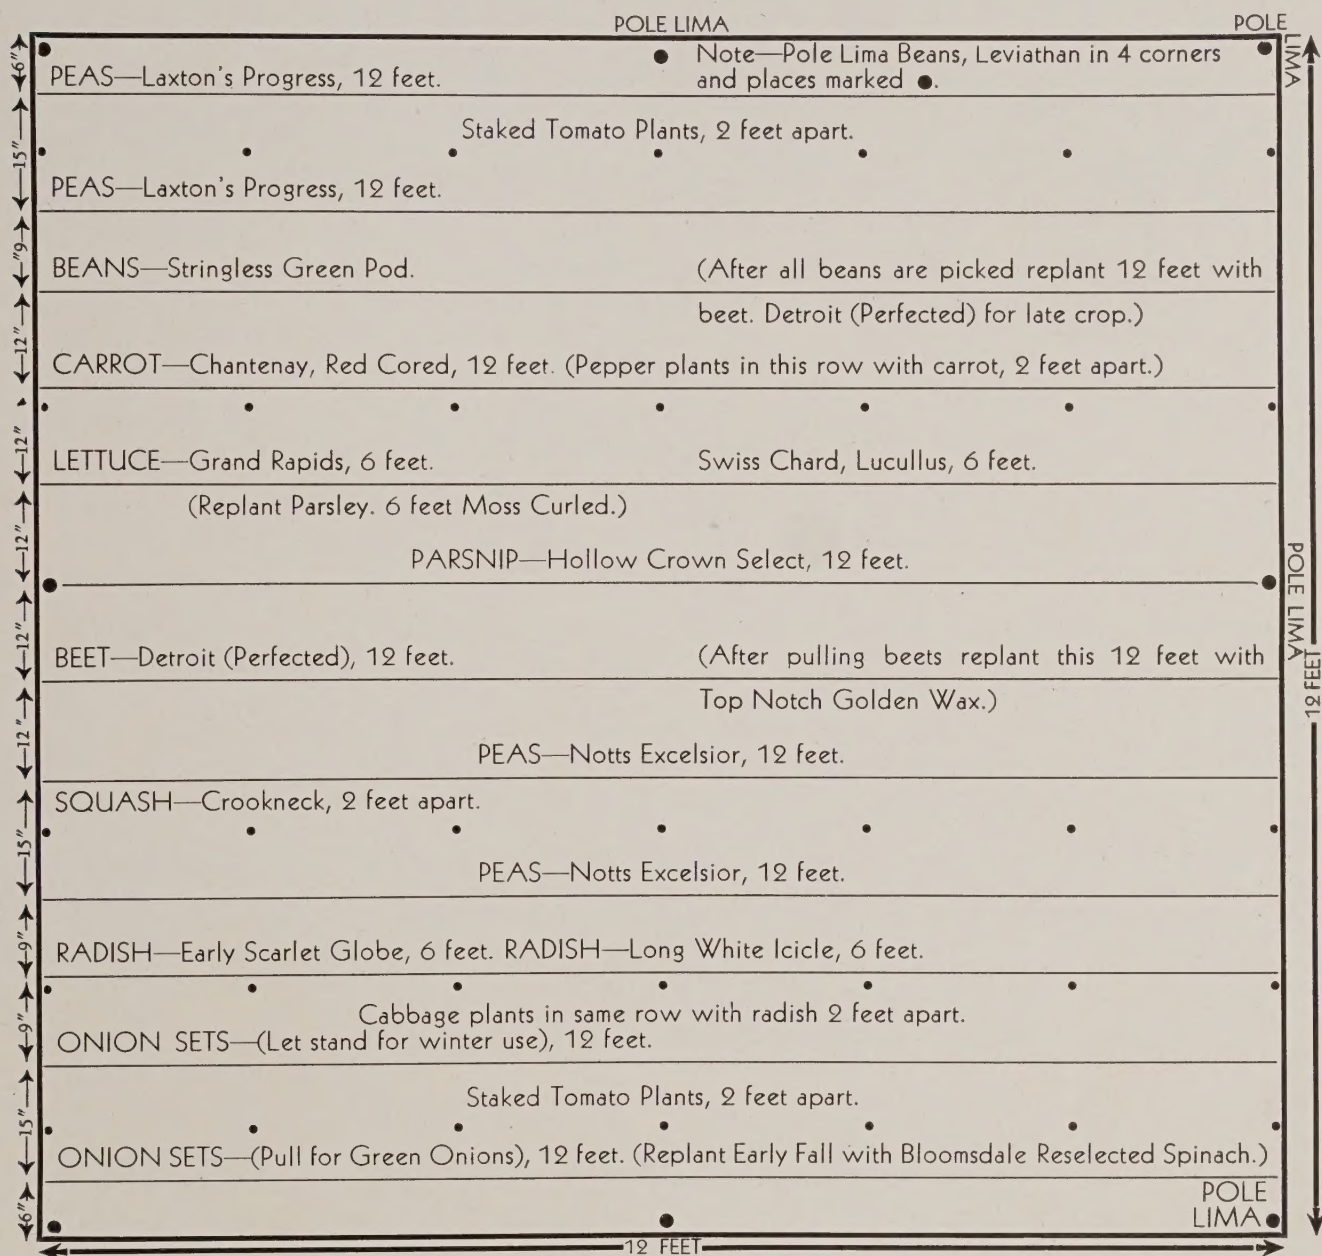 POLE LIMA
POLE
LIMA
6"
Note—Pole Lima Beans, Leviathan in 4 corners
and places marked ●.
PEAS—Laxton's Progress, 12 feet.
15"
Staked Tomato Plants, 2 feet apart.
PEAS—Laxton's Progress, 12 feet.
9"
BEANS—Stringless Green Pod.
(After all beans are picked replant 12 feet with
beet. Detroit (Perfected) for late crop.)
12"
CARROT—Chantenay, Red Cored, 12 feet. (Pepper plants in this row with carrot, 2 feet apart.)
12"
LETTUCE—Grand Rapids, 6 feet.
Swiss Chard, Lucullus, 6 feet.
(Replant Parsley. 6 feet Moss Curled.)
12"
PARSNIP—Hollow Crown Select, 12 feet.
POLE LIMA
12 FEET
12"
BEET—Detroit (Perfected), 12 feet.
(After pulling beets replant this 12 feet with
Top Notch Golden Wax.)
12"
PEAS—Notts Excelsior, 12 feet.
SQUASH—Crookneck, 2 feet apart.
15"
PEAS—Notts Excelsior, 12 feet.
9"
RADISH—Early Scarlet Globe, 6 feet. RADISH—Long White Icicle, 6 feet.
9"
Cabbage plants in same row with radish 2 feet apart.
ONION SETS—(Let stand for winter use), 12 feet.
15"
Staked Tomato Plants, 2 feet apart.
ONION SETS—(Pull for Green Onions), 12 feet. (Replant Early Fall with Bloomsdale Reselected Spinach.)
6"
POLE
LIMA
12 FEET